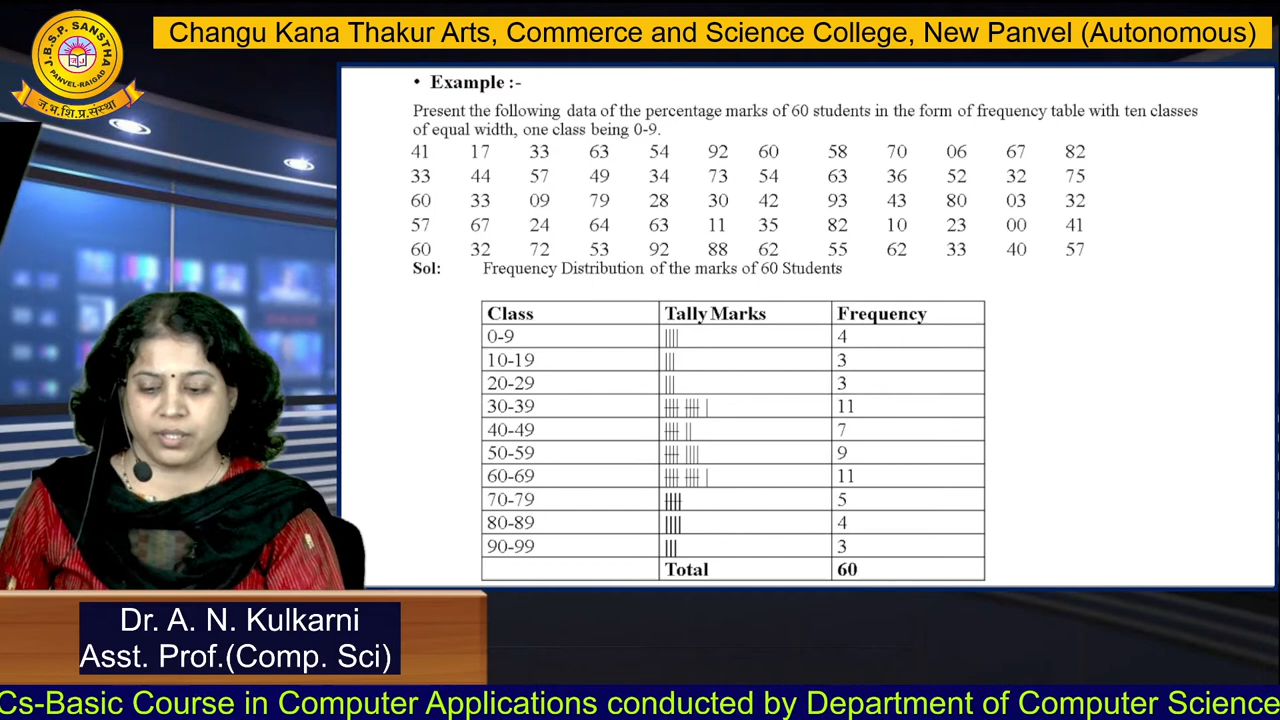 Changu Kana Thakur Arts, Commerce and Science College, New Panvel (Autonomous)
J.B.S.P. SANSTHA
PANVEL-RAIGAD
ज.भ.शि.प्र.संस्था
• Example :-
Present the following data of the percentage marks of 60 students in the form of frequency table with ten classes
of equal width, one class being 0-9.
41 17 33 63 54 92 60 58 70 06 67 82
33 44 57 49 34 73 54 63 36 52 32 75
60 33 09 79 28 30 42 93 43 80 03 32
57 67 24 64 63 11 35 82 10 23 00 41
60 32 72 53 92 88 62 55 62 33 40 57
Sol: Frequency Distribution of the marks of 60 Students
Class Tally Marks Frequency
0-9 |||| 4
10-19 ||| 3
20-29 ||| 3
30-39 |||| |||| | 11
40-49 |||| || 7
50-59 |||| |||| 9
60-69 |||| |||| | 11
70-79 |||| 5
80-89 |||| 4
90-99 ||| 3
Total 60
Dr. A. N. Kulkarni
Asst. Prof.(Comp. Sci)
Cs-Basic Course in Computer Applications conducted by Department of Computer Science